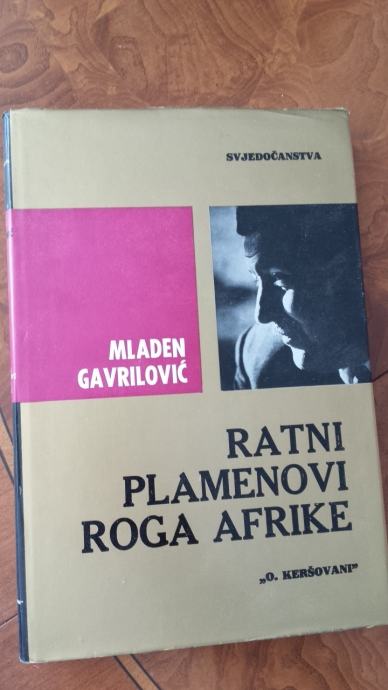 SVJEDOČANSTVA
MLADEN
GAVRILOVIĆ
RATNI
PLAMENOVI
ROGA AFRIKE
„O. KERŠOVANI”